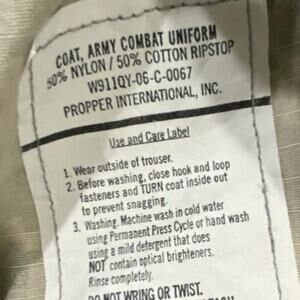 COAT, ARMY COMBAT UNIFORM
50% NYLON / 50% COTTON RIPSTOP
W911QY-06-C-0067
PROPPER INTERNATIONAL, INC.
Use and Care Label
1. Wear outside of trouser.
2. Before washing, close hook and loop
fasteners and TURN coat inside out
to prevent snagging.
3. Washing. Machine wash in cold water
using Permanent Press Cycle or hand wash
using a mild detergent that does
NOT contain optical brighteners.
Rinse completely.
DO NOT WRING OR TWIST.